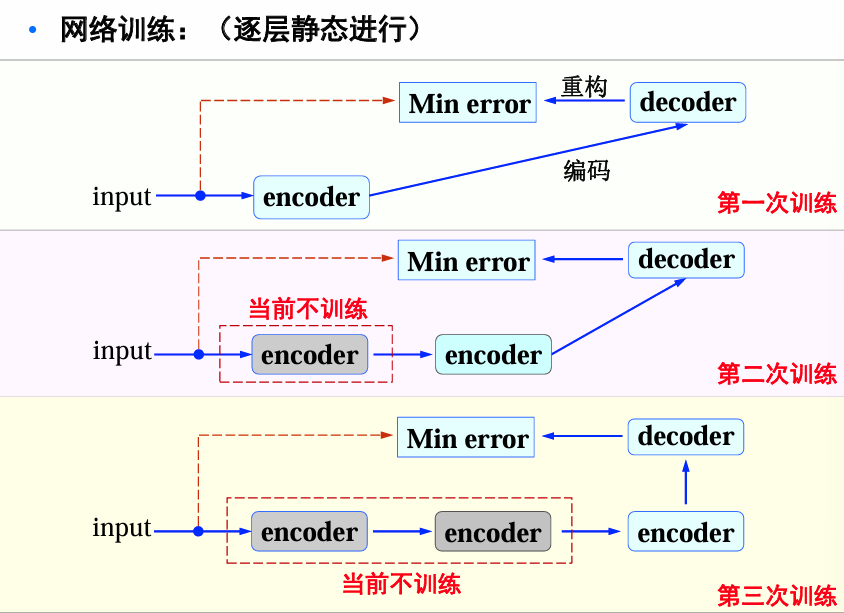 • 网络训练：（逐层静态进行）
Min error
重构
decoder
input
encoder
编码
第一次训练
Min error
decoder
当前不训练
input
encoder
encoder
第二次训练
Min error
decoder
input
encoder
encoder
encoder
当前不训练
第三次训练